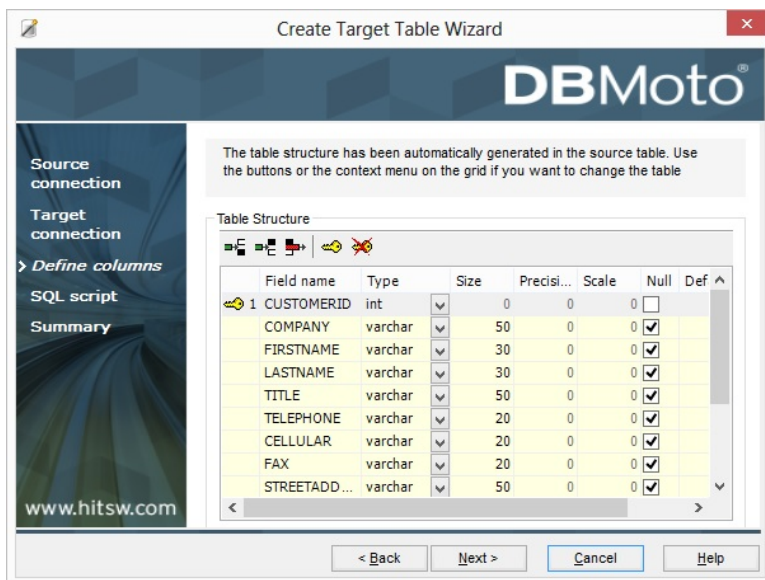 Create Target Table Wizard
DBMoto®
Source
connection
Target
connection
Define columns
SQL script
Summary
www.hitsw.com
The table structure has been automatically generated in the source table. Use
the buttons or the context menu on the grid if you want to change the table
Table Structure
Field name Type Size Precisi... Scale Null Def
1 CUSTOMERID int 0 0 0
COMPANY varchar 50 0 0
FIRSTNAME varchar 30 0 0
LASTNAME varchar 30 0 0
TITLE varchar 50 0 0
TELEPHONE varchar 20 0 0
CELLULAR varchar 20 0 0
FAX varchar 20 0 0
STREETADD... varchar 50 0 0
< Back Next > Cancel Help